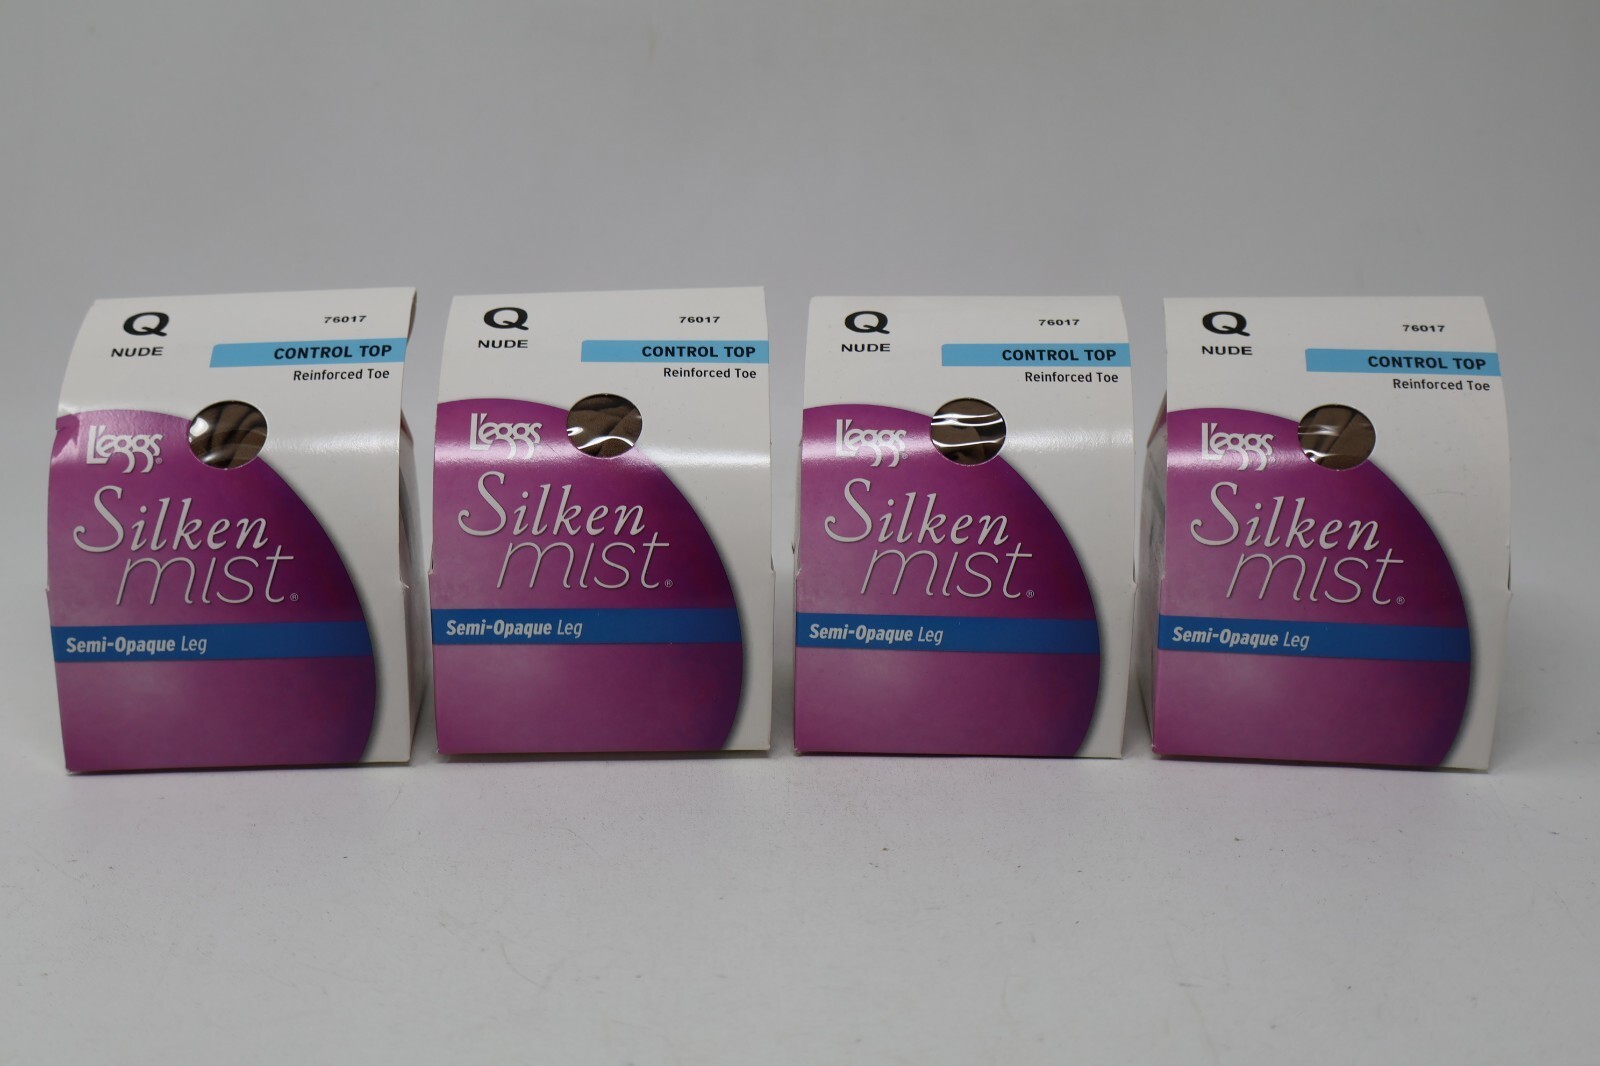 Q
NUDE
76017
CONTROL TOP
Reinforced Toe
L'eggs®
Silken
mist®
Semi-Opaque Leg
Q
NUDE
76017
CONTROL TOP
Reinforced Toe
L'eggs
Silken
mist®
Semi-Opaque Leg
Q
NUDE
76017
CONTROL TOP
Reinforced Toe
L'eggs
Silken
mist®
Semi-Opaque Leg
Q
NUDE
76017
CONTROL TOP
Reinforced Toe
L'eggs
Silken
mist®
Semi-Opaque Leg